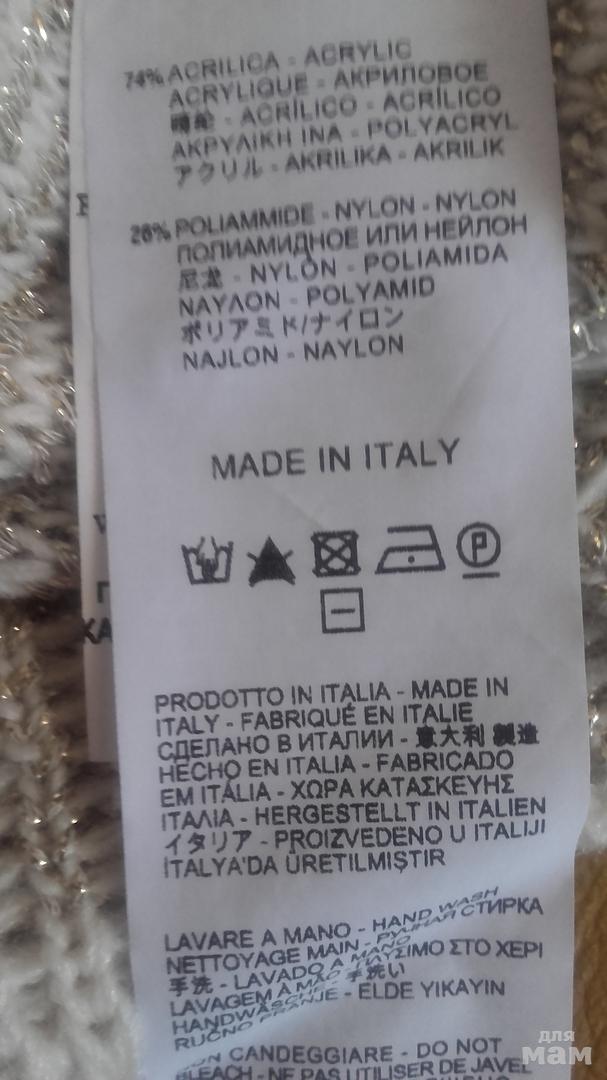 74% ACRILICA - ACRYLIC
ACRYLIQUE - АКРИЛОВОЕ
- ACRÍLICO - ACRÍLICO
ΑΚΡΥΛΙΚΗ ΙΝΑ - POLYACRYL
アクリル - AKRILIKA - AKRILIK
26% POLIAMMIDE - NYLON - NYLON
ПОЛИАМИДНОЕ ИЛИ НЕЙЛОН
尼龙 - NYLON - POLIAMIDA
ΝΑΥΛΟΝ - POLYAMID
ポリアミド/ナイロン
NAJLON - NAYLON
MADE IN ITALY
P
PRODOTTO IN ITALIA - MADE IN
ITALY - FABRIQUÉ EN ITALIE
СДЕЛАНО В ИТАЛИИ - 意大利 製造
HECHO EN ITALIA - FABRICADO
EM ITÁLIA - ΧΩΡΑ ΚΑΤΑΣΚΕΥΗΣ
ΙΤΑΛΙΑ - HERGESTELLT IN ITALIEN
イタリア - PROIZVEDENO U ITALIJI
ITALYA'DA ÜRETILMIŞTIR
LAVARE A MANO - HAND WASH
NETTOYAGE MAIN - РУЧНАЯ СТИРКА
手洗 - LAVADO A MANO
LAVAGEM A MÃO - ΠΛΥΣΙΜΟ ΣΤΟ ΧΕΡΙ
HANDWÄSCHE - 手洗い
RUČNO PRANJE - ELDE YIKAYIN
NON CANDEGGIARE - DO NOT
BLEACH - NE PAS UTILISER DE JAVEL
для
мам